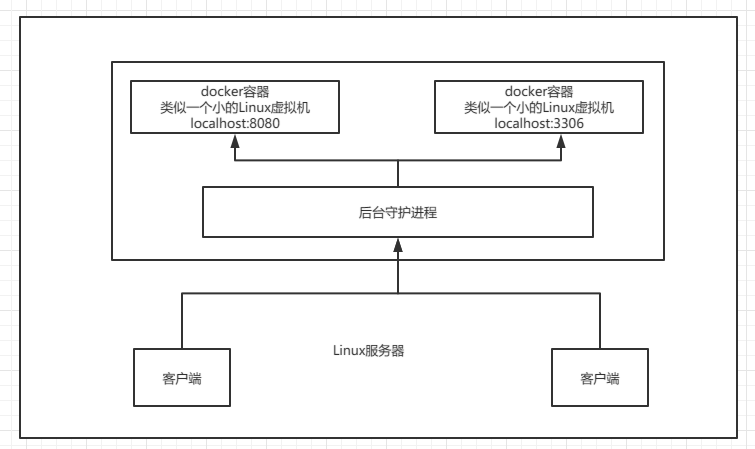 docker容器
类似一个小的Linux虚拟机
localhost:8080
docker容器
类似一个小的Linux虚拟机
localhost:3306
后台守护进程
Linux服务器
客户端
客户端